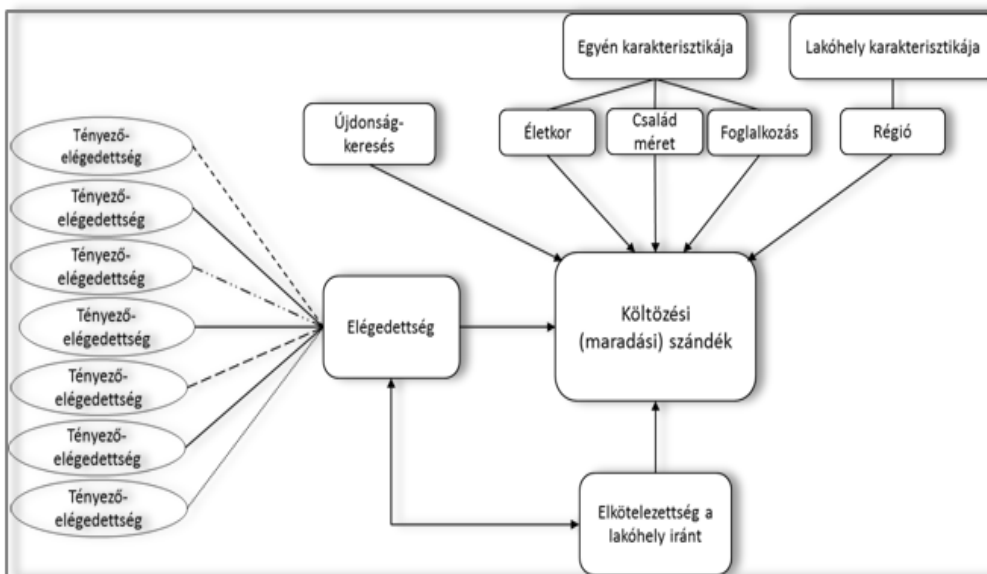 Egyén karakterisztikája
Lakóhely karakterisztikája
Újdonság-
keresés
Életkor
Család
méret
Foglalkozás
Régió
Tényező-
elégedettség
Tényező-
elégedettség
Tényező-
elégedettség
Tényező-
elégedettség
Tényező-
elégedettség
Tényező-
elégedettség
Tényező-
elégedettség
Elégedettség
Költözési
(maradási) szándék
Elkötelezettség a
lakóhely iránt